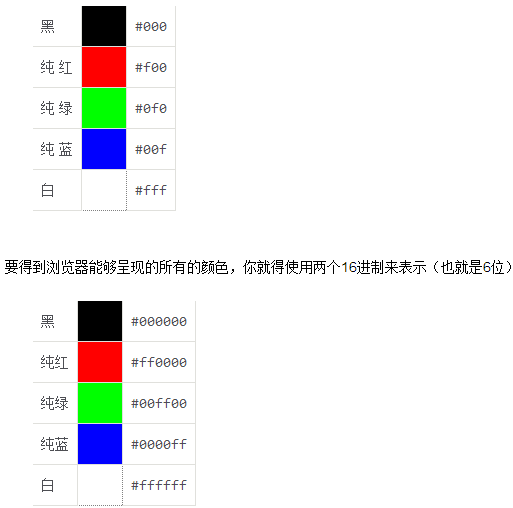 黑 #000
纯 红 #f00
纯 绿 #0f0
纯 蓝 #00f
白 #fff
要得到浏览器能够呈现的所有的颜色，你就得使用两个16进制来表示（也就是6位）
黑 #000000
纯红 #ff0000
纯绿 #00ff00
纯蓝 #0000ff
白 #ffffff